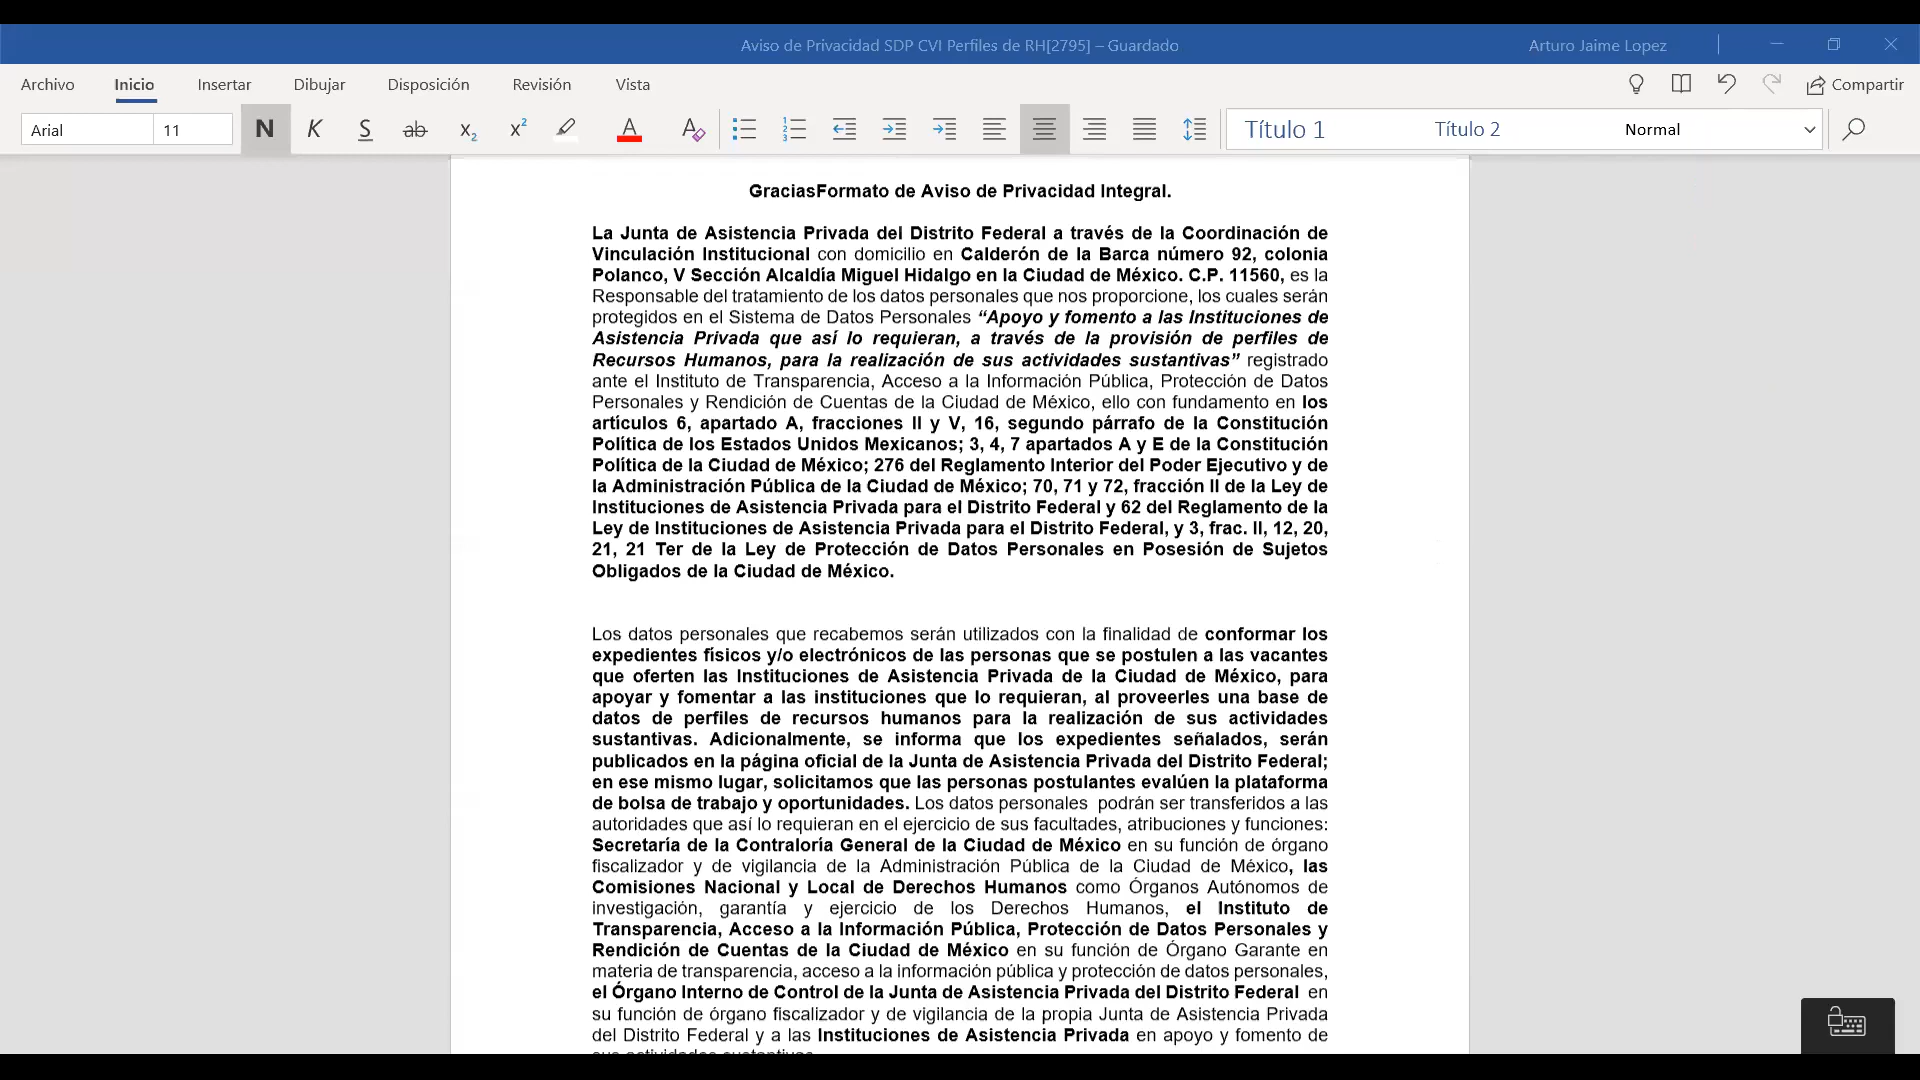 Aviso de Privacidad SDP CVI Perfiles de RH[2795] – Guardado
Arturo Jaime Lopez
Archivo
Inicio
Insertar
Dibujar
Disposición
Revisión
Vista
Compartir
Arial
11
N
K
S
ab
x2
x2
A
A
Título 1
Título 2
Normal
GraciasFormato de Aviso de Privacidad Integral.
La Junta de Asistencia Privada del Distrito Federal a través de la Coordinación de
Vinculación Institucional con domicilio en Calderón de la Barca número 92, colonia
Polanco, V Sección Alcaldía Miguel Hidalgo en la Ciudad de México. C.P. 11560, es la
Responsable del tratamiento de los datos personales que nos proporcione, los cuales serán
protegidos en el Sistema de Datos Personales “Apoyo y fomento a las Instituciones de
Asistencia Privada que así lo requieran, a través de la provisión de perfiles de
Recursos Humanos, para la realización de sus actividades sustantivas” registrado
ante el Instituto de Transparencia, Acceso a la Información Pública, Protección de Datos
Personales y Rendición de Cuentas de la Ciudad de México, ello con fundamento en los
artículos 6, apartado A, fracciones II y V, 16, segundo párrafo de la Constitución
Política de los Estados Unidos Mexicanos; 3, 4, 7 apartados A y E de la Constitución
Política de la Ciudad de México; 276 del Reglamento Interior del Poder Ejecutivo y de
la Administración Pública de la Ciudad de México; 70, 71 y 72, fracción II de la Ley de
Instituciones de Asistencia Privada para el Distrito Federal y 62 del Reglamento de la
Ley de Instituciones de Asistencia Privada para el Distrito Federal, y 3, frac. II, 12, 20,
21, 21 Ter de la Ley de Protección de Datos Personales en Posesión de Sujetos
Obligados de la Ciudad de México.
Los datos personales que recabemos serán utilizados con la finalidad de conformar los
expedientes físicos y/o electrónicos de las personas que se postulen a las vacantes
que oferten las Instituciones de Asistencia Privada de la Ciudad de México, para
apoyar y fomentar a las instituciones que lo requieran, al proveerles una base de
datos de perfiles de recursos humanos para la realización de sus actividades
sustantivas. Adicionalmente, se informa que los expedientes señalados, serán
publicados en la página oficial de la Junta de Asistencia Privada del Distrito Federal;
en ese mismo lugar, solicitamos que las personas postulantes evalúen la plataforma
de bolsa de trabajo y oportunidades. Los datos personales podrán ser transferidos a las
autoridades que así lo requieran en el ejercicio de sus facultades, atribuciones y funciones:
Secretaría de la Contraloría General de la Ciudad de México en su función de órgano
fiscalizador y de vigilancia de la Administración Pública de la Ciudad de México, las
Comisiones Nacional y Local de Derechos Humanos como Órganos Autónomos de
investigación, garantía y ejercicio de los Derechos Humanos, el Instituto de
Transparencia, Acceso a la Información Pública, Protección de Datos Personales y
Rendición de Cuentas de la Ciudad de México en su función de Órgano Garante en
materia de transparencia, acceso a la información pública y protección de datos personales,
el Órgano Interno de Control de la Junta de Asistencia Privada del Distrito Federal en
su función de órgano fiscalizador y de vigilancia de la propia Junta de Asistencia Privada
del Distrito Federal y a las Instituciones de Asistencia Privada en apoyo y fomento de